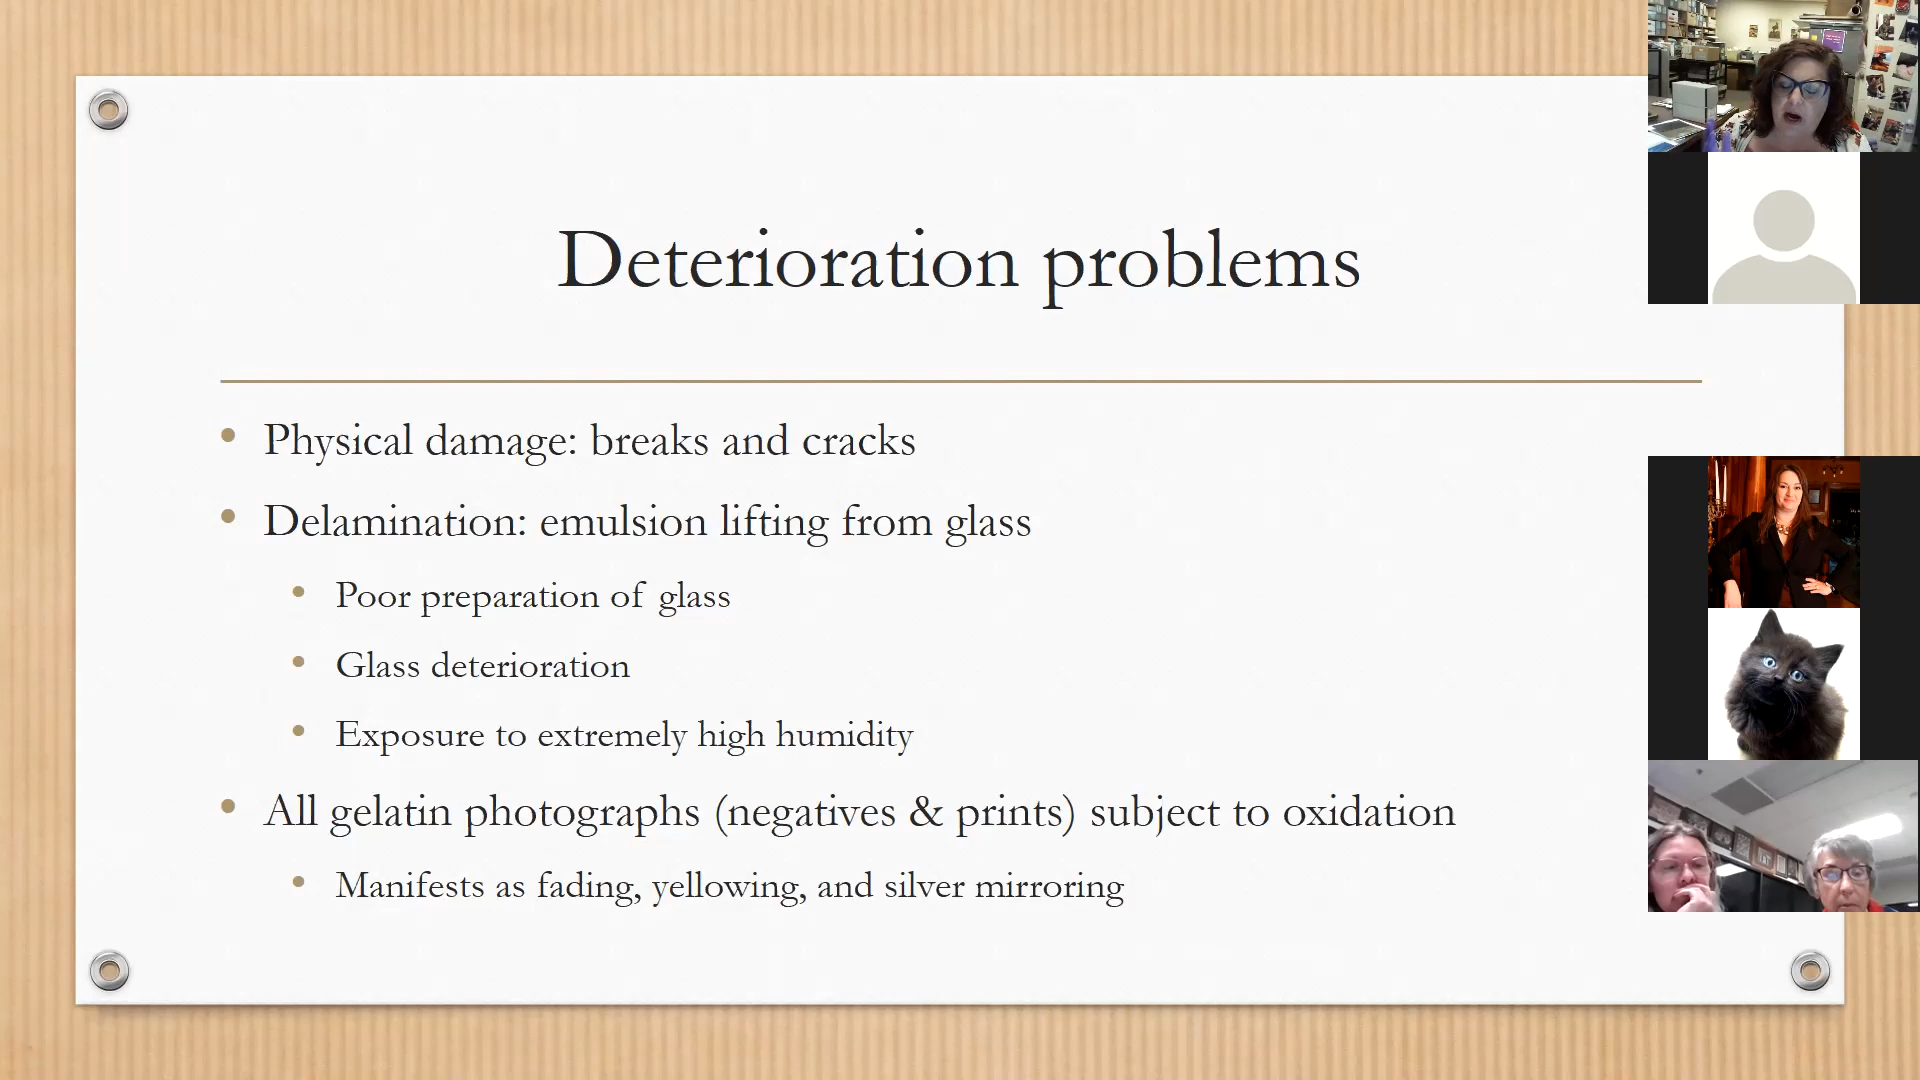 Deterioration problems
Physical damage: breaks and cracks
Delamination: emulsion lifting from glass
Poor preparation of glass
Glass deterioration
Exposure to extremely high humidity
All gelatin photographs (negatives & prints) subject to oxidation
Manifests as fading, yellowing, and silver mirroring